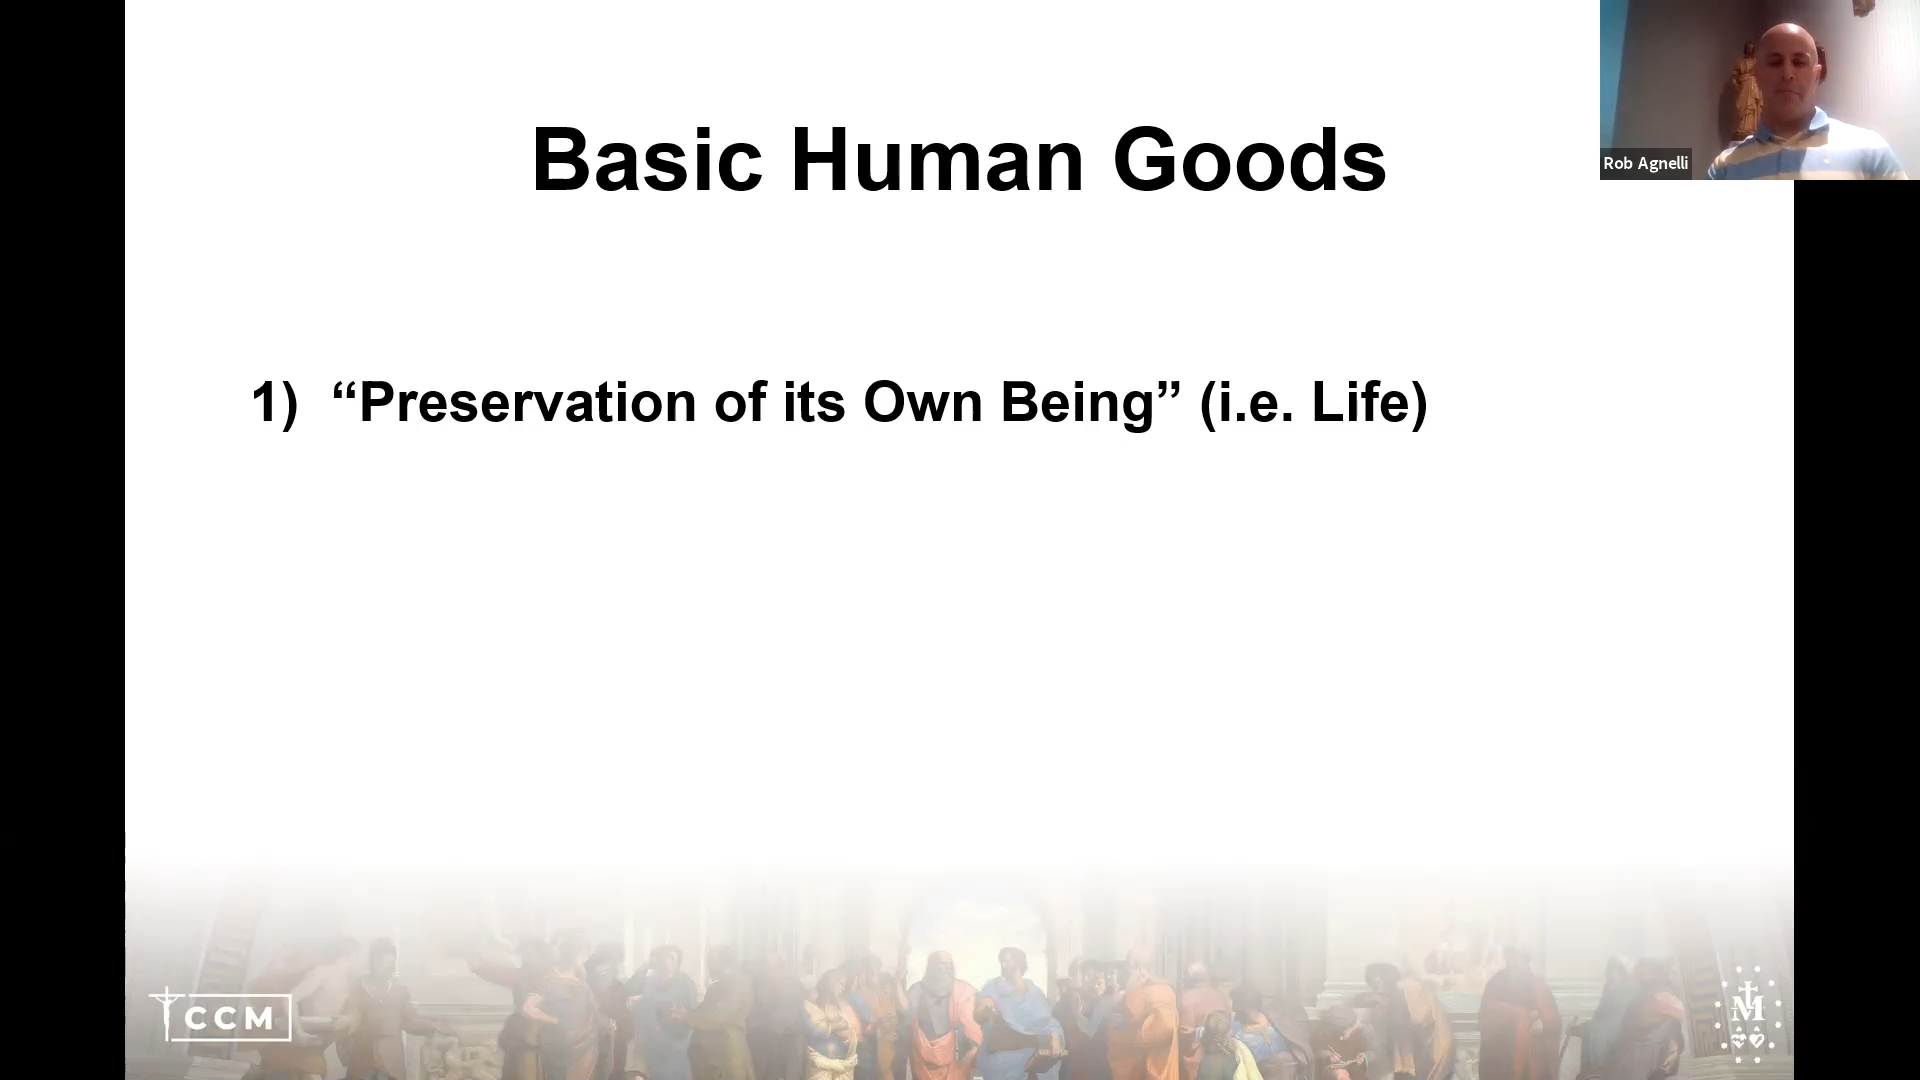 Basic Human Goods
Rob Agnelli
1) “Preservation of its Own Being” (i.e. Life)
CCM
M